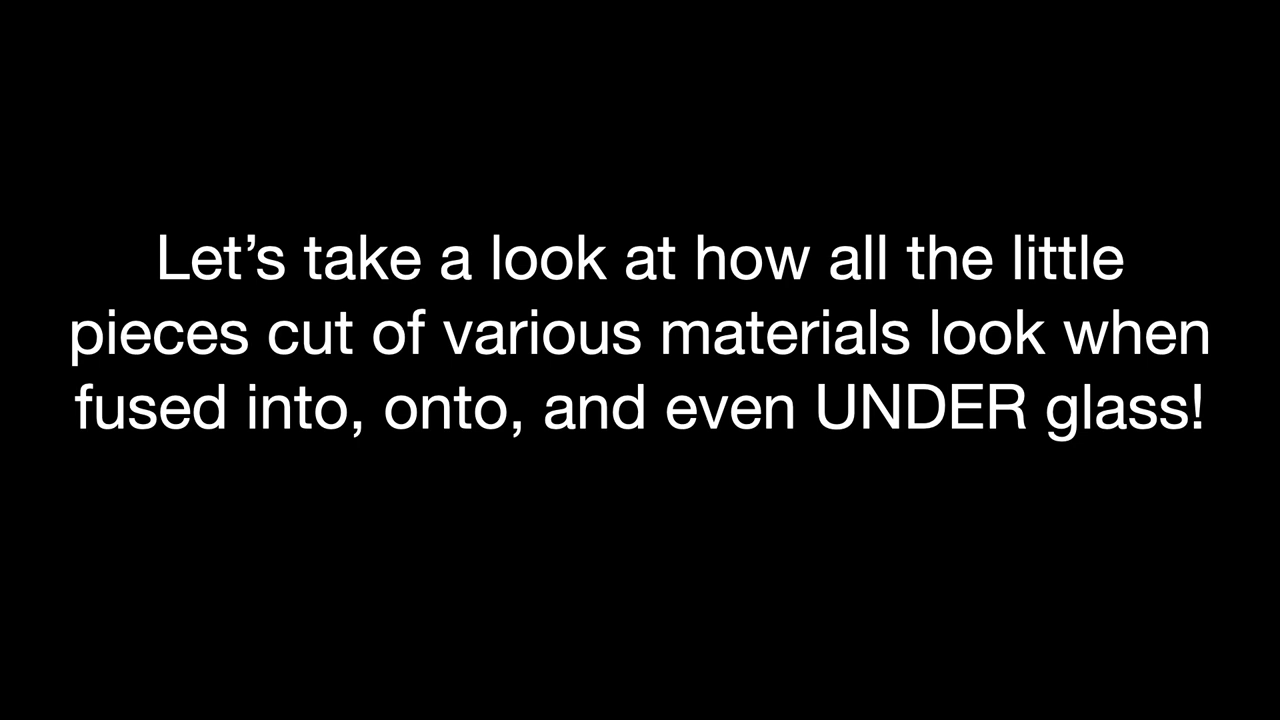 Let’s take a look at how all the little
pieces cut of various materials look when
fused into, onto, and even UNDER glass!